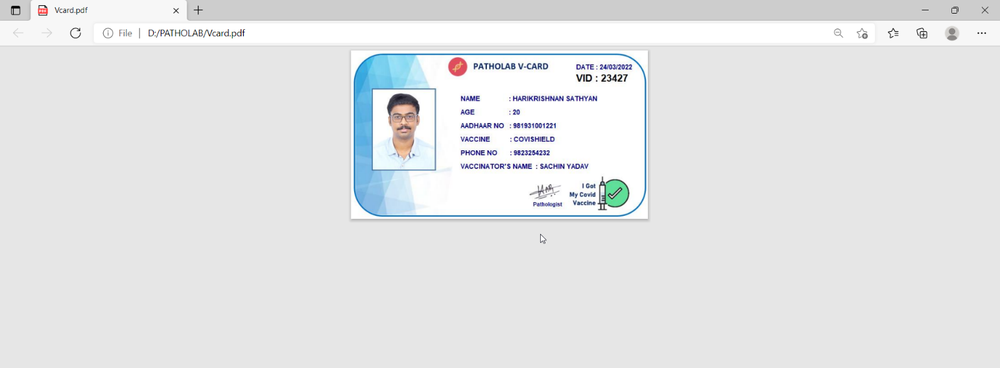 Vcard.pdf
File | D:/PATHOLAB/Vcard.pdf
PATHOLAB V-CARD
DATE : 24/03/2022
VID : 23427
NAME : HARIKRISHNAN SATHYAN
AGE : 20
AADHAAR NO : 981931001221
VACCINE : COVISHIELD
PHONE NO : 9823254232
VACCINATOR'S NAME : SACHIN YADAV
Pathologist
I Got
My Covid
Vaccine